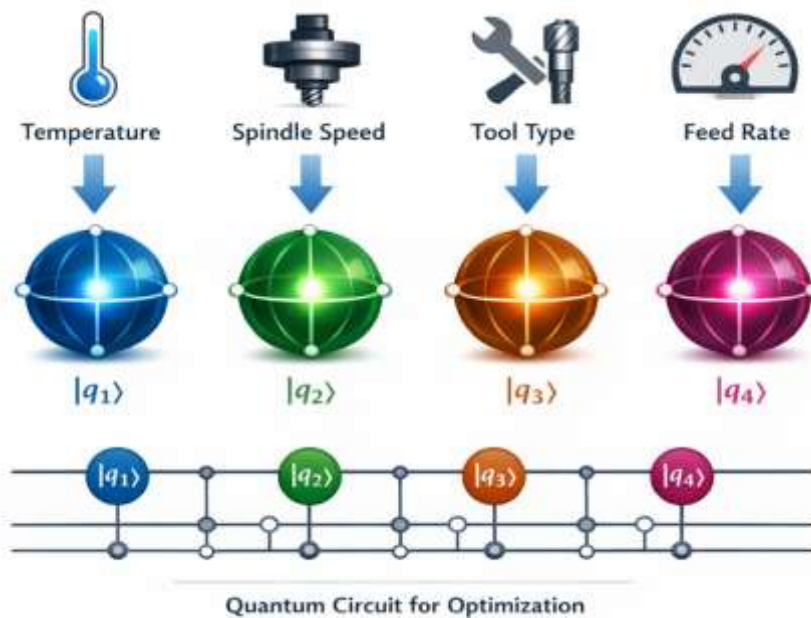 Temperature Spindle Speed Tool Type Feed Rate
|q₁⟩ |q₂⟩ |q₃⟩ |q₄⟩
|q₁⟩ |q₂⟩ |q₃⟩ |q₄⟩
Quantum Circuit for Optimization